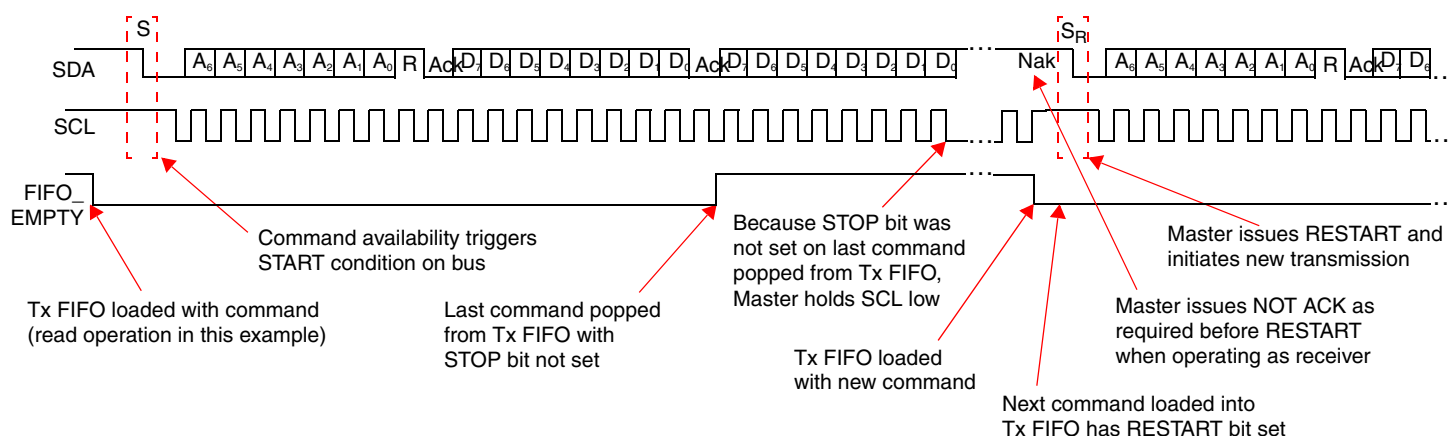 S
S_R
SDA
A₆ A₅ A₄ A₃ A₂ A₁ A₀ R Ack D₇ D₆ D₅ D₄ D₃ D₂ D₁ D₀ Ack D₇ D₆ D₅ D₄ D₃ D₂ D₁ D₀ ... Nak A₆ A₅ A₄ A₃ A₂ A₁ A₀ R Ack D₇ D₆ ..
SCL
... ..
FIFO_
EMPTY
... ..
Command availability triggers
START condition on bus
Tx FIFO loaded with command
(read operation in this example)
Last command popped
from Tx FIFO with
STOP bit not set
Because STOP bit was
not set on last command
popped from Tx FIFO,
Master holds SCL low
Tx FIFO loaded
with new command
Master issues RESTART and
initiates new transmission
Master issues NOT ACK as
required before RESTART
when operating as receiver
Next command loaded into
Tx FIFO has RESTART bit set